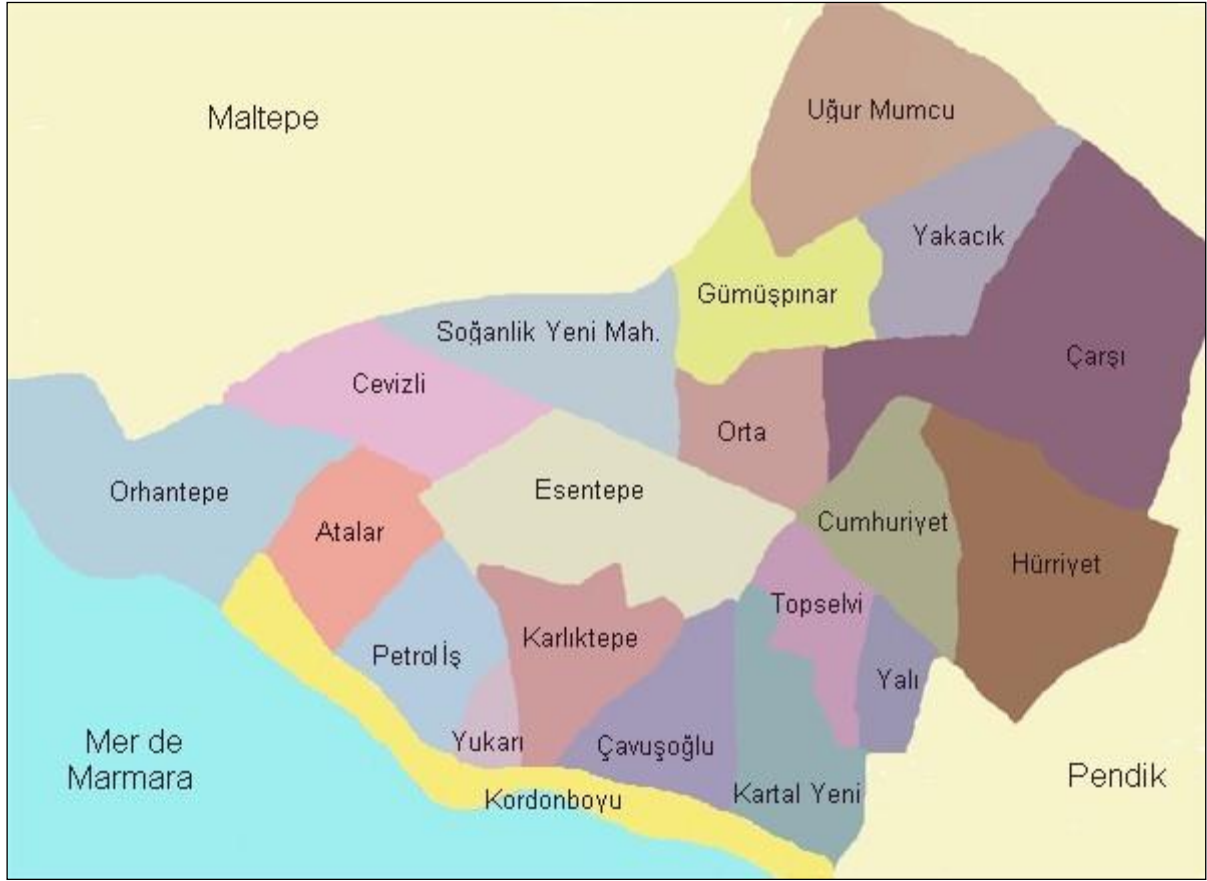 Maltepe
Uğur Mumcu
Yakacık
Gümüşpınar
Soğanlik Yeni Mah.
Çarşı
Cevizli
Orta
Orhantepe
Esentepe
Atalar
Cumhuriyet
Hürriyet
Topselvi
Karlıktepe
Petrol İş
Yalı
Yukarı
Çavuşoğlu
Mer de
Marmara
Kartal Yeni
Kordonboyu
Pendik